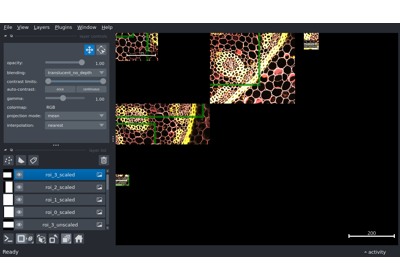 File View Layers Plugins Window Help
opacity: 1.00
blending: translucent_no_depth
contrast limits:
auto-contrast: once continuous
gamma: 1.00
colormap: RGB
projection mode: mean
interpolation: nearest
roi_3_scaled
roi_2_scaled
roi_1_scaled
roi_0_scaled
roi_3_unscaled
200
Ready
activity